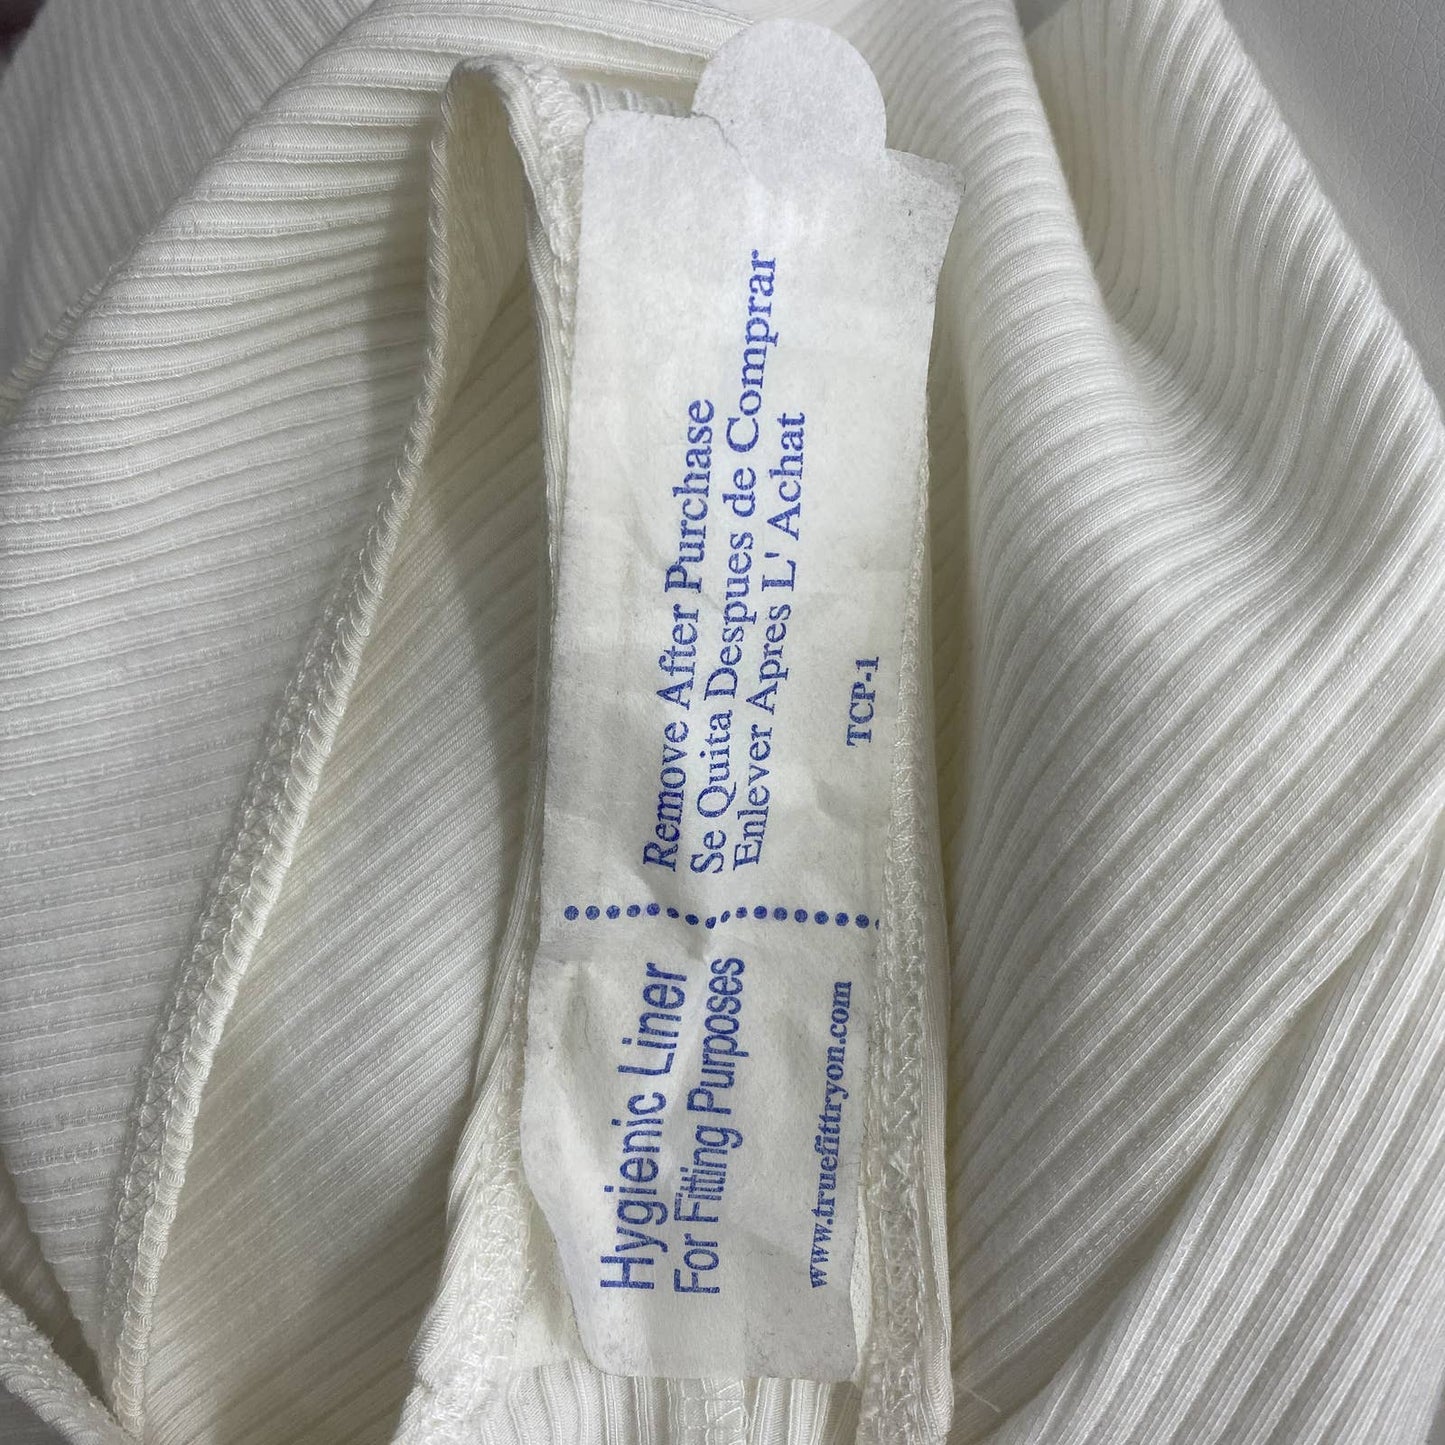 Remove After Purchase
Se Quita Despues de Comprar
Enlever Apres L' Achat
TCP-1
Hygienic Liner
For Fitting Purposes
www.truefittryon.com